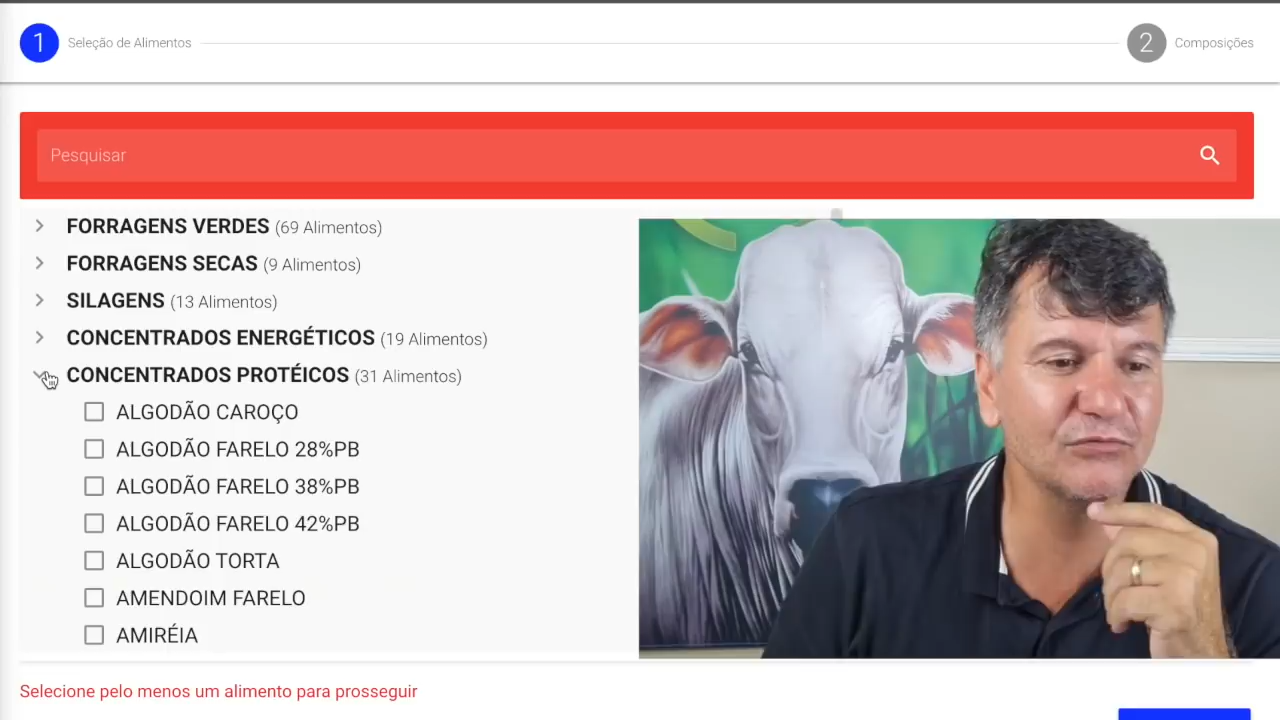 1 Seleção de Alimentos 2 Composições
Pesquisar
FORRAGENS VERDES (69 Alimentos)
FORRAGENS SECAS (9 Alimentos)
SILAGENS (13 Alimentos)
CONCENTRADOS ENERGÉTICOS (19 Alimentos)
CONCENTRADOS PROTÉICOS (31 Alimentos)
ALGODÃO CAROÇO
ALGODÃO FARELO 28%PB
ALGODÃO FARELO 38%PB
ALGODÃO FARELO 42%PB
ALGODÃO TORTA
AMENDOIM FARELO
AMIRÉIA
Selecione pelo menos um alimento para prosseguir